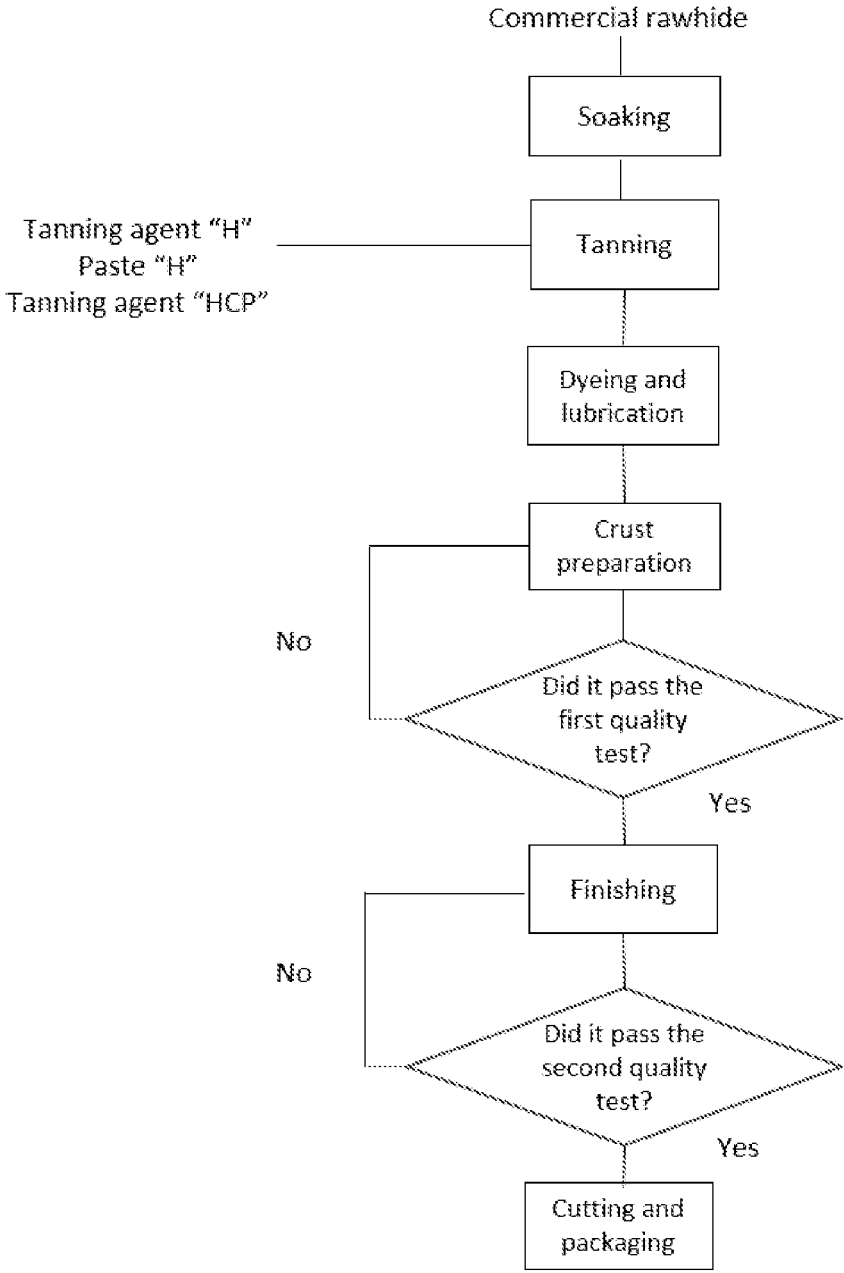 Commercial rawhide
Soaking
Tanning agent “H”
Paste “H”
Tanning agent “HCP”
Tanning
Dyeing and
lubrication
Crust
preparation
No
Did it pass the
first quality
test?
Yes
Finishing
No
Did it pass the
second quality
test?
Yes
Cutting and
packaging